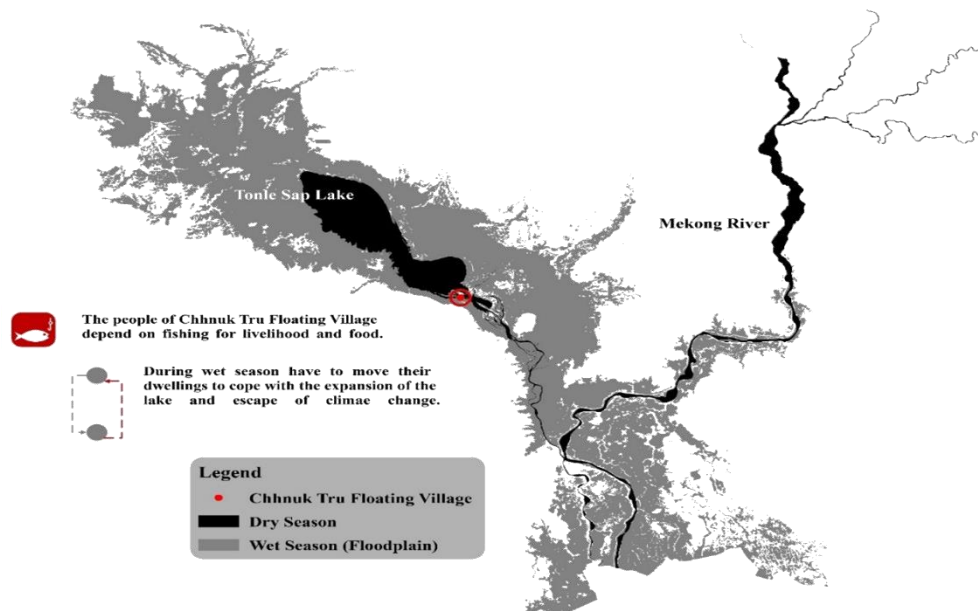 Tonle Sap Lake
Mekong River
The people of Chhnuk Tru Floating Village
depend on fishing for livelihood and food.
During wet season have to move their
dwellings to cope with the expansion of the
lake and escape of climae change.
Legend
Chhnuk Tru Floating Village
Dry Season
Wet Season (Floodplain)